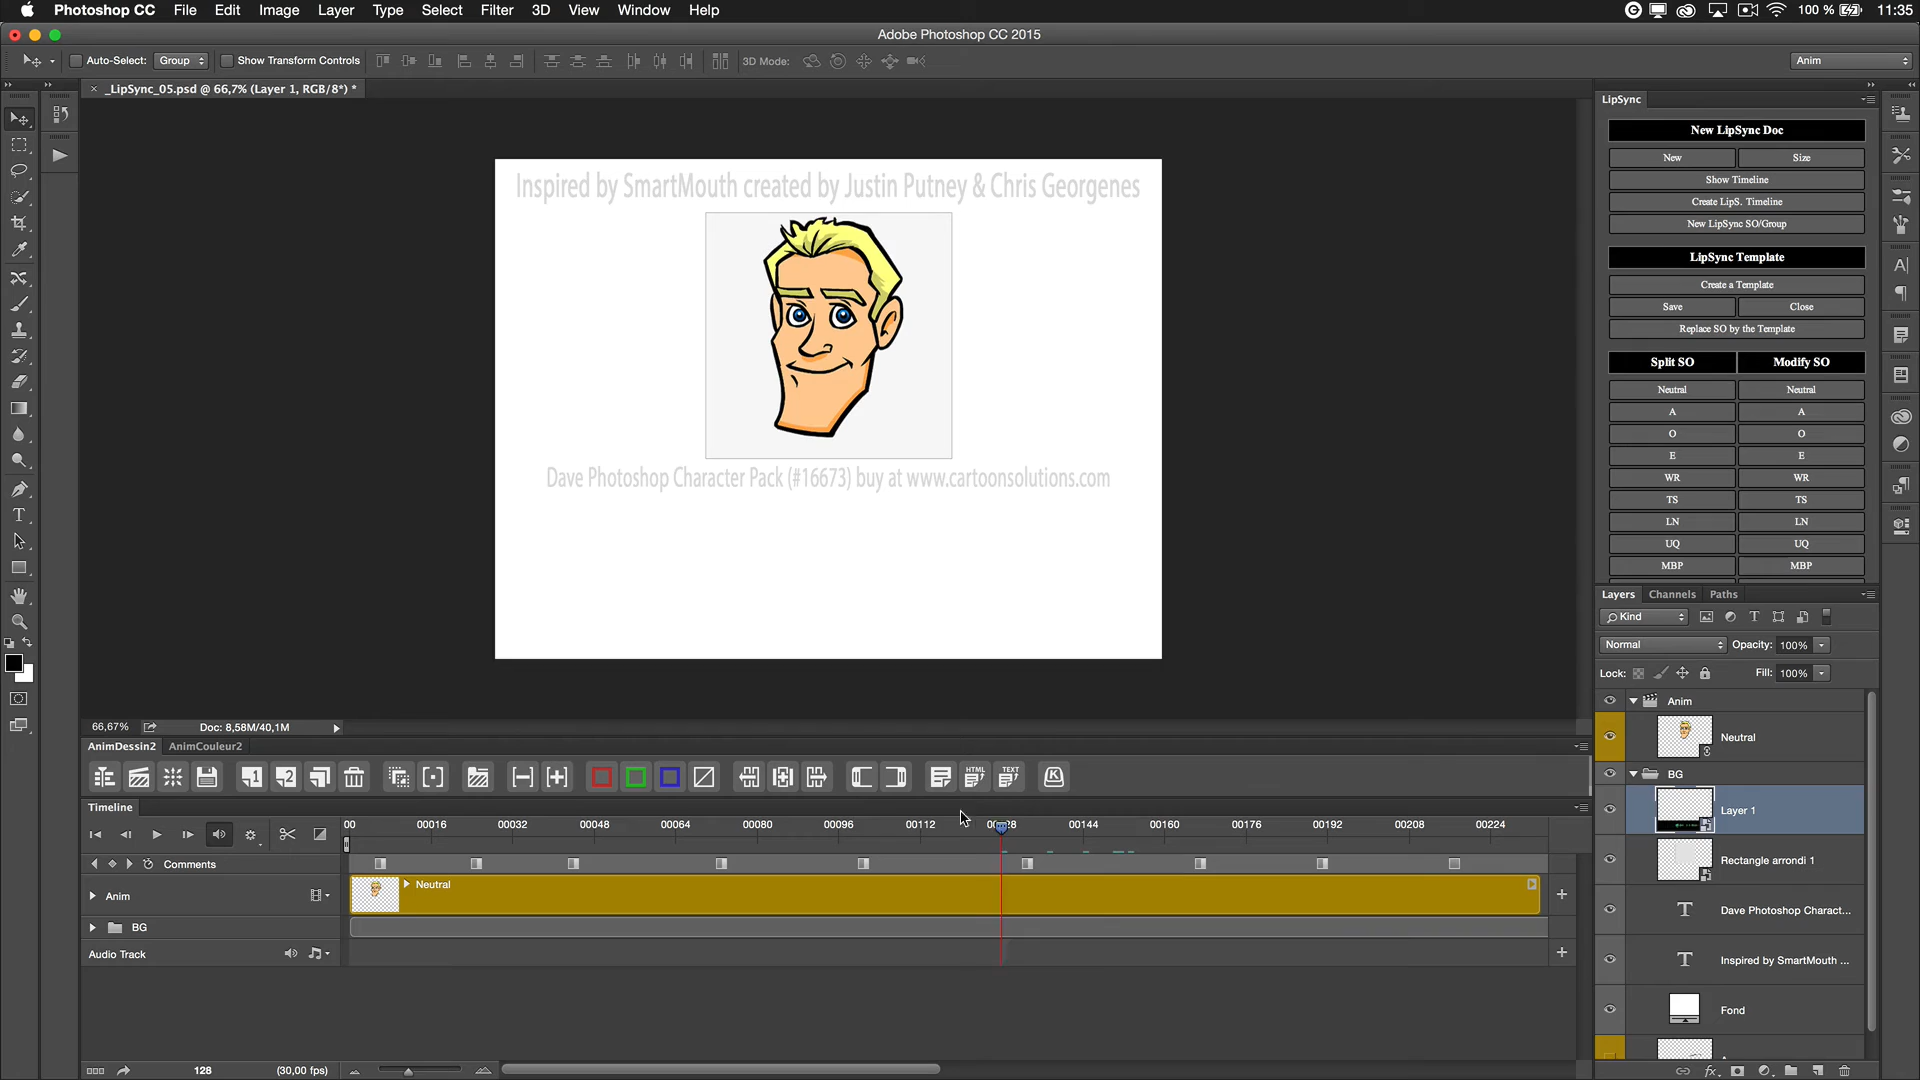 Photoshop CC File Edit Image Layer Type Select Filter 3D View Window Help 100 % 11:35
Adobe Photoshop CC 2015
Auto-Select: Group Show Transform Controls 3D Mode: Anim
_LipSync_05.psd @ 66,7% (Layer 1, RGB/8*) *
Inspired by SmartMouth created by Justin Putney & Chris Georgenes
Dave Photoshop Character Pack (#16673) buy at www.cartoonsolutions.com
LipSync
New LipSync Doc
New Size
Show Timeline
Create LipS. Timeline
New LipSync SO/Group
LipSync Template
Create a Template
Save Close
Replace SO by the Template
Split SO Modify SO
Neutral Neutral
A A
O O
E E
WR WR
TS TS
LN LN
UQ UQ
MBP MBP
Layers Channels Paths
Kind
Normal Opacity: 100%
Lock: Fill: 100%
Anim
Neutral
BG
Layer 1
Rectangle arrondi 1
Dave Photoshop Charact...
Inspired by SmartMouth ...
Fond
66,67% Doc: 8,58M/40,1M
AnimDessin2 AnimCouleur2
1 2 HTML TEXT K
Timeline
00 00016 00032 00048 00064 00080 00096 00112 00128 00144 00160 00176 00192 00208 00224
Comments
Anim Neutral
BG
Audio Track
128 (30,00 fps)